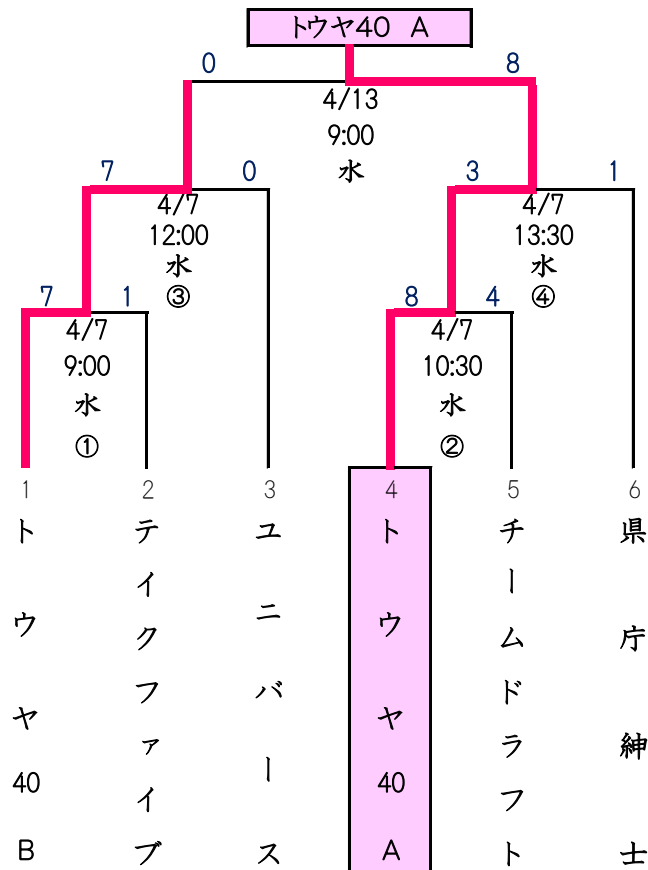 トウヤ40 A
0 8
4/13
9:00
水
7 0 3 1
4/7 4/7
12:00 13:30
水 水
③ ④
7 1 8 4
4/7 4/7
9:00 10:30
水 水
① ②
1 2 3 4 5 6
トウヤ40B
テイクファイブ
ユニバース
トウヤ40A
チームドラフト
県庁紳士